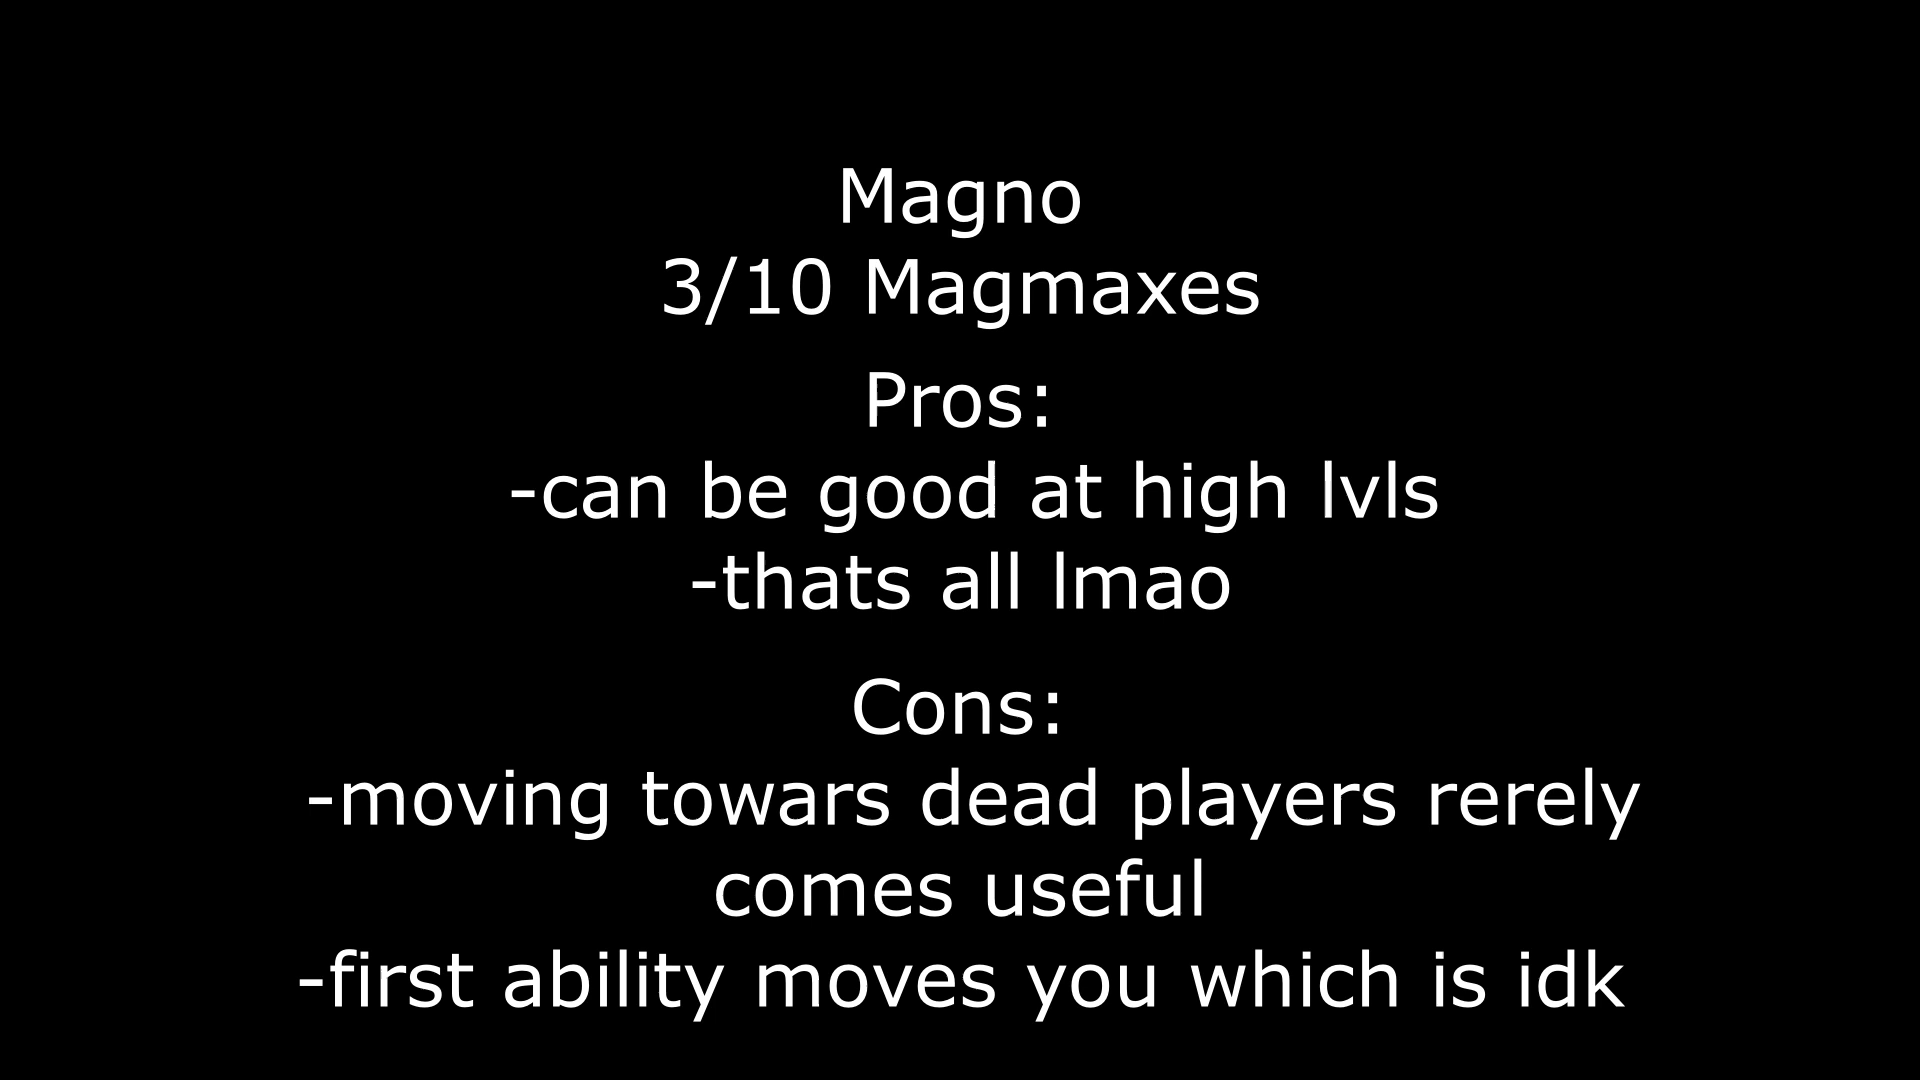 Magno
3/10 Magmaxes
Pros:
-can be good at high lvls
-thats all lmao
Cons:
-moving towars dead players rerely
comes useful
-first ability moves you which is idk